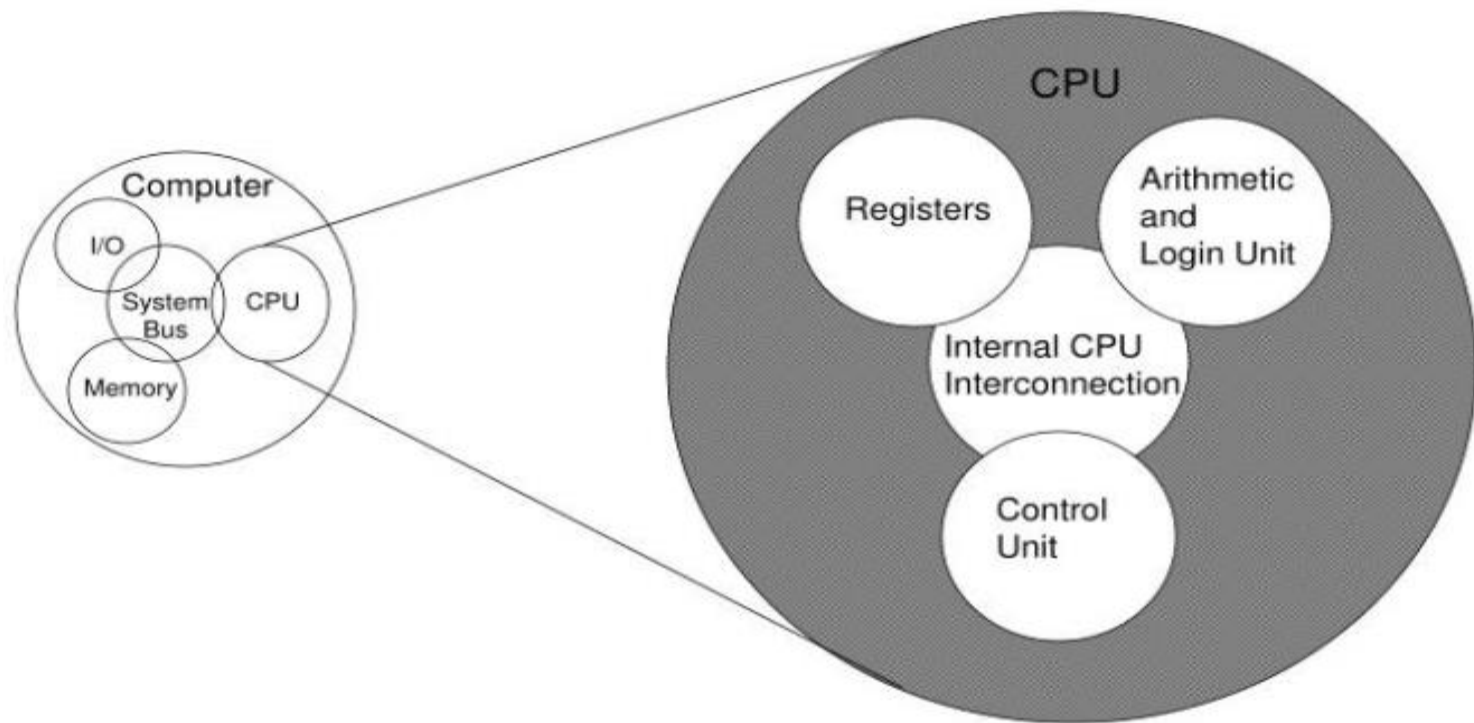 Computer
I/O
System
Bus
CPU
Memory
CPU
Registers
Arithmetic
and
Login Unit
Internal CPU
Interconnection
Control
Unit